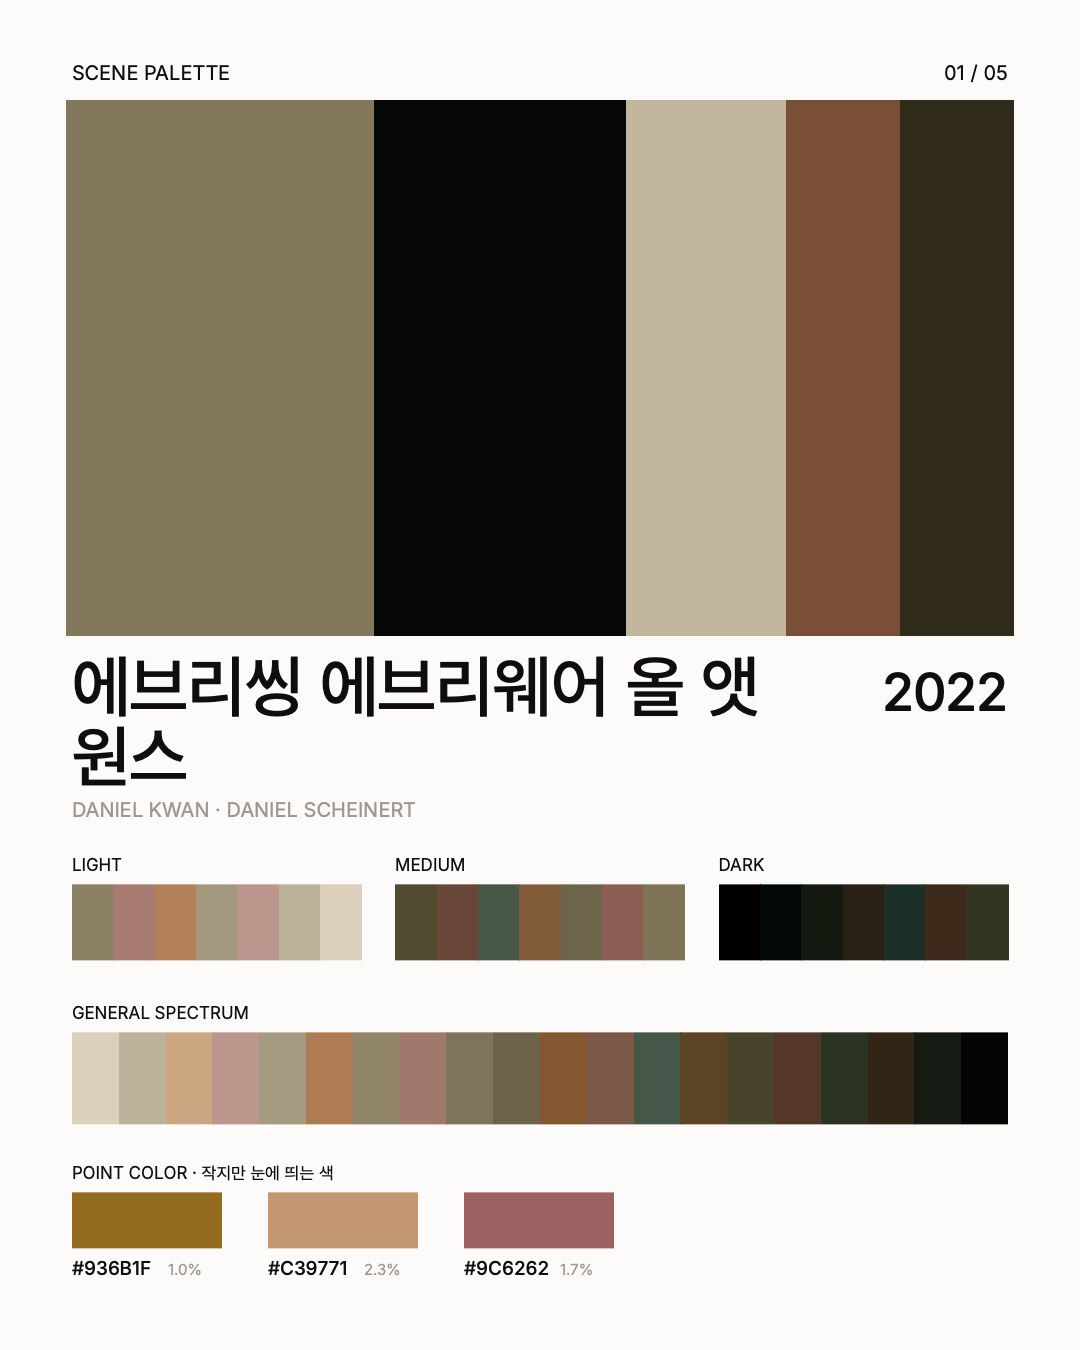 SCENE PALETTE 01 / 05
에브리씽 에브리웨어 올 앳 2022
원스
DANIEL KWAN · DANIEL SCHEINERT
LIGHT MEDIUM DARK
GENERAL SPECTRUM
POINT COLOR · 작지만 눈에 띄는 색
#936B1F 1.0% #C39771 2.3% #9C6262 1.7%